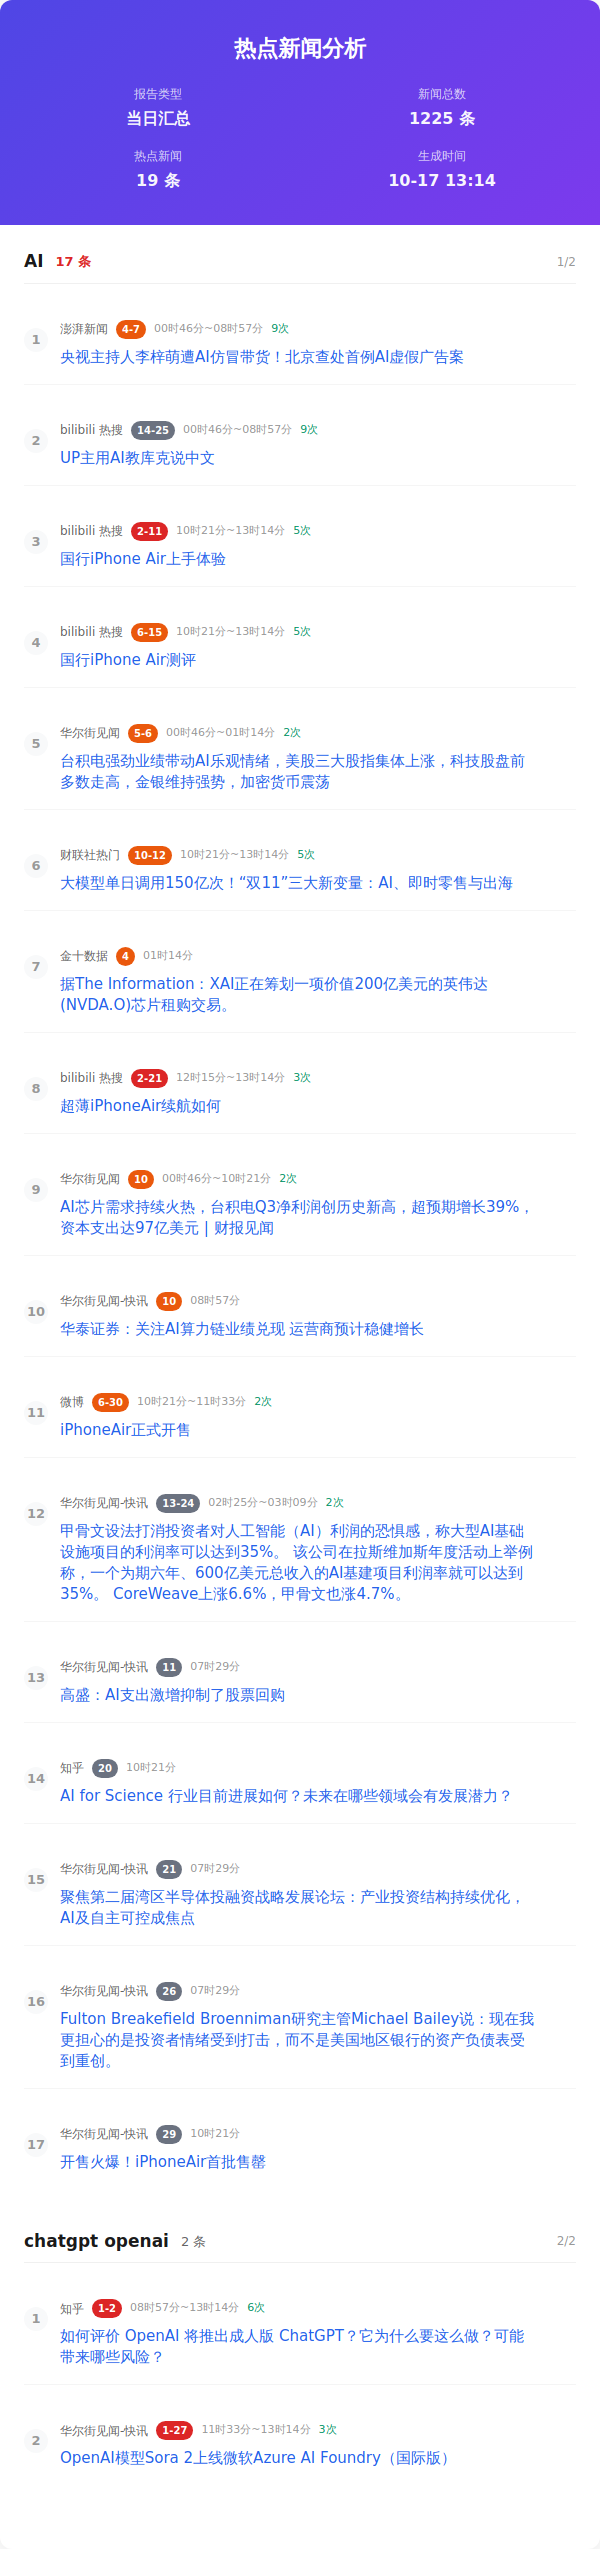 热点新闻分析
报告类型
新闻总数
当日汇总
1225 条
热点新闻
生成时间
19 条
10-17 13:14
AI 17 条 1/2
1
澎湃新闻 4-7 00时46分~08时57分 9次
央视主持人李梓萌遭AI仿冒带货！北京查处首例AI虚假广告案
2
bilibili 热搜 14-25 00时46分~08时57分 9次
UP主用AI教库克说中文
3
bilibili 热搜 2-11 10时21分~13时14分 5次
国行iPhone Air上手体验
4
bilibili 热搜 6-15 10时21分~13时14分 5次
国行iPhone Air测评
5
华尔街见闻 5-6 00时46分~01时14分 2次
台积电强劲业绩带动AI乐观情绪，美股三大股指集体上涨，科技股盘前
多数走高，金银维持强势，加密货币震荡
6
财联社热门 10-12 10时21分~13时14分 5次
大模型单日调用150亿次！“双11”三大新变量：AI、即时零售与出海
7
金十数据 4 01时14分
据The Information：XAI正在筹划一项价值200亿美元的英伟达
(NVDA.O)芯片租购交易。
8
bilibili 热搜 2-21 12时15分~13时14分 3次
超薄iPhoneAir续航如何
9
华尔街见闻 10 00时46分~10时21分 2次
AI芯片需求持续火热，台积电Q3净利润创历史新高，超预期增长39%，
资本支出达97亿美元 | 财报见闻
10
华尔街见闻-快讯 10 08时57分
华泰证券：关注AI算力链业绩兑现 运营商预计稳健增长
11
微博 6-30 10时21分~11时33分 2次
iPhoneAir正式开售
12
华尔街见闻-快讯 13-24 02时25分~03时09分 2次
甲骨文设法打消投资者对人工智能（AI）利润的恐惧感，称大型AI基础
设施项目的利润率可以达到35%。 该公司在拉斯维加斯年度活动上举例
称，一个为期六年、600亿美元总收入的AI基建项目利润率就可以达到
35%。 CoreWeave上涨6.6%，甲骨文也涨4.7%。
13
华尔街见闻-快讯 11 07时29分
高盛：AI支出激增抑制了股票回购
14
知乎 20 10时21分
AI for Science 行业目前进展如何？未来在哪些领域会有发展潜力？
15
华尔街见闻-快讯 21 07时29分
聚焦第二届湾区半导体投融资战略发展论坛：产业投资结构持续优化，
AI及自主可控成焦点
16
华尔街见闻-快讯 26 07时29分
Fulton Breakefield Broenniman研究主管Michael Bailey说：现在我
更担心的是投资者情绪受到打击，而不是美国地区银行的资产负债表受
到重创。
17
华尔街见闻-快讯 29 10时21分
开售火爆！iPhoneAir首批售罄
chatgpt openai 2 条 2/2
1
知乎 1-2 08时57分~13时14分 6次
如何评价 OpenAI 将推出成人版 ChatGPT？它为什么要这么做？可能
带来哪些风险？
2
华尔街见闻-快讯 1-27 11时33分~13时14分 3次
OpenAI模型Sora 2上线微软Azure AI Foundry（国际版）